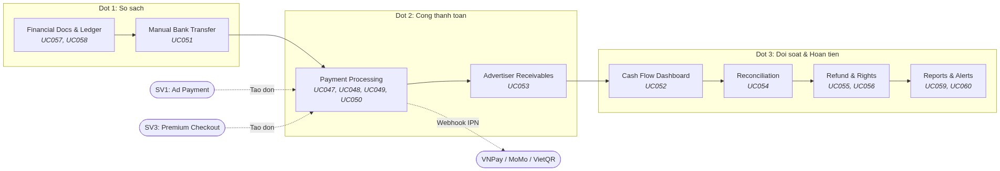 Dot 1: So sach
Financial Docs & Ledger
UC057, UC058
Manual Bank Transfer
UC051
Dot 2: Cong thanh toan
Payment Processing
UC047, UC048, UC049,
UC050
Advertiser Receivables
UC053
SV1: Ad Payment
Tao don
SV3: Premium Checkout
Tao don
Webhook IPN
VNPay / MoMo / VietQR
Dot 3: Doi soat & Hoan tien
Cash Flow Dashboard
UC052
Reconciliation
UC054
Refund & Rights
UC055, UC056
Reports & Alerts
UC059, UC060